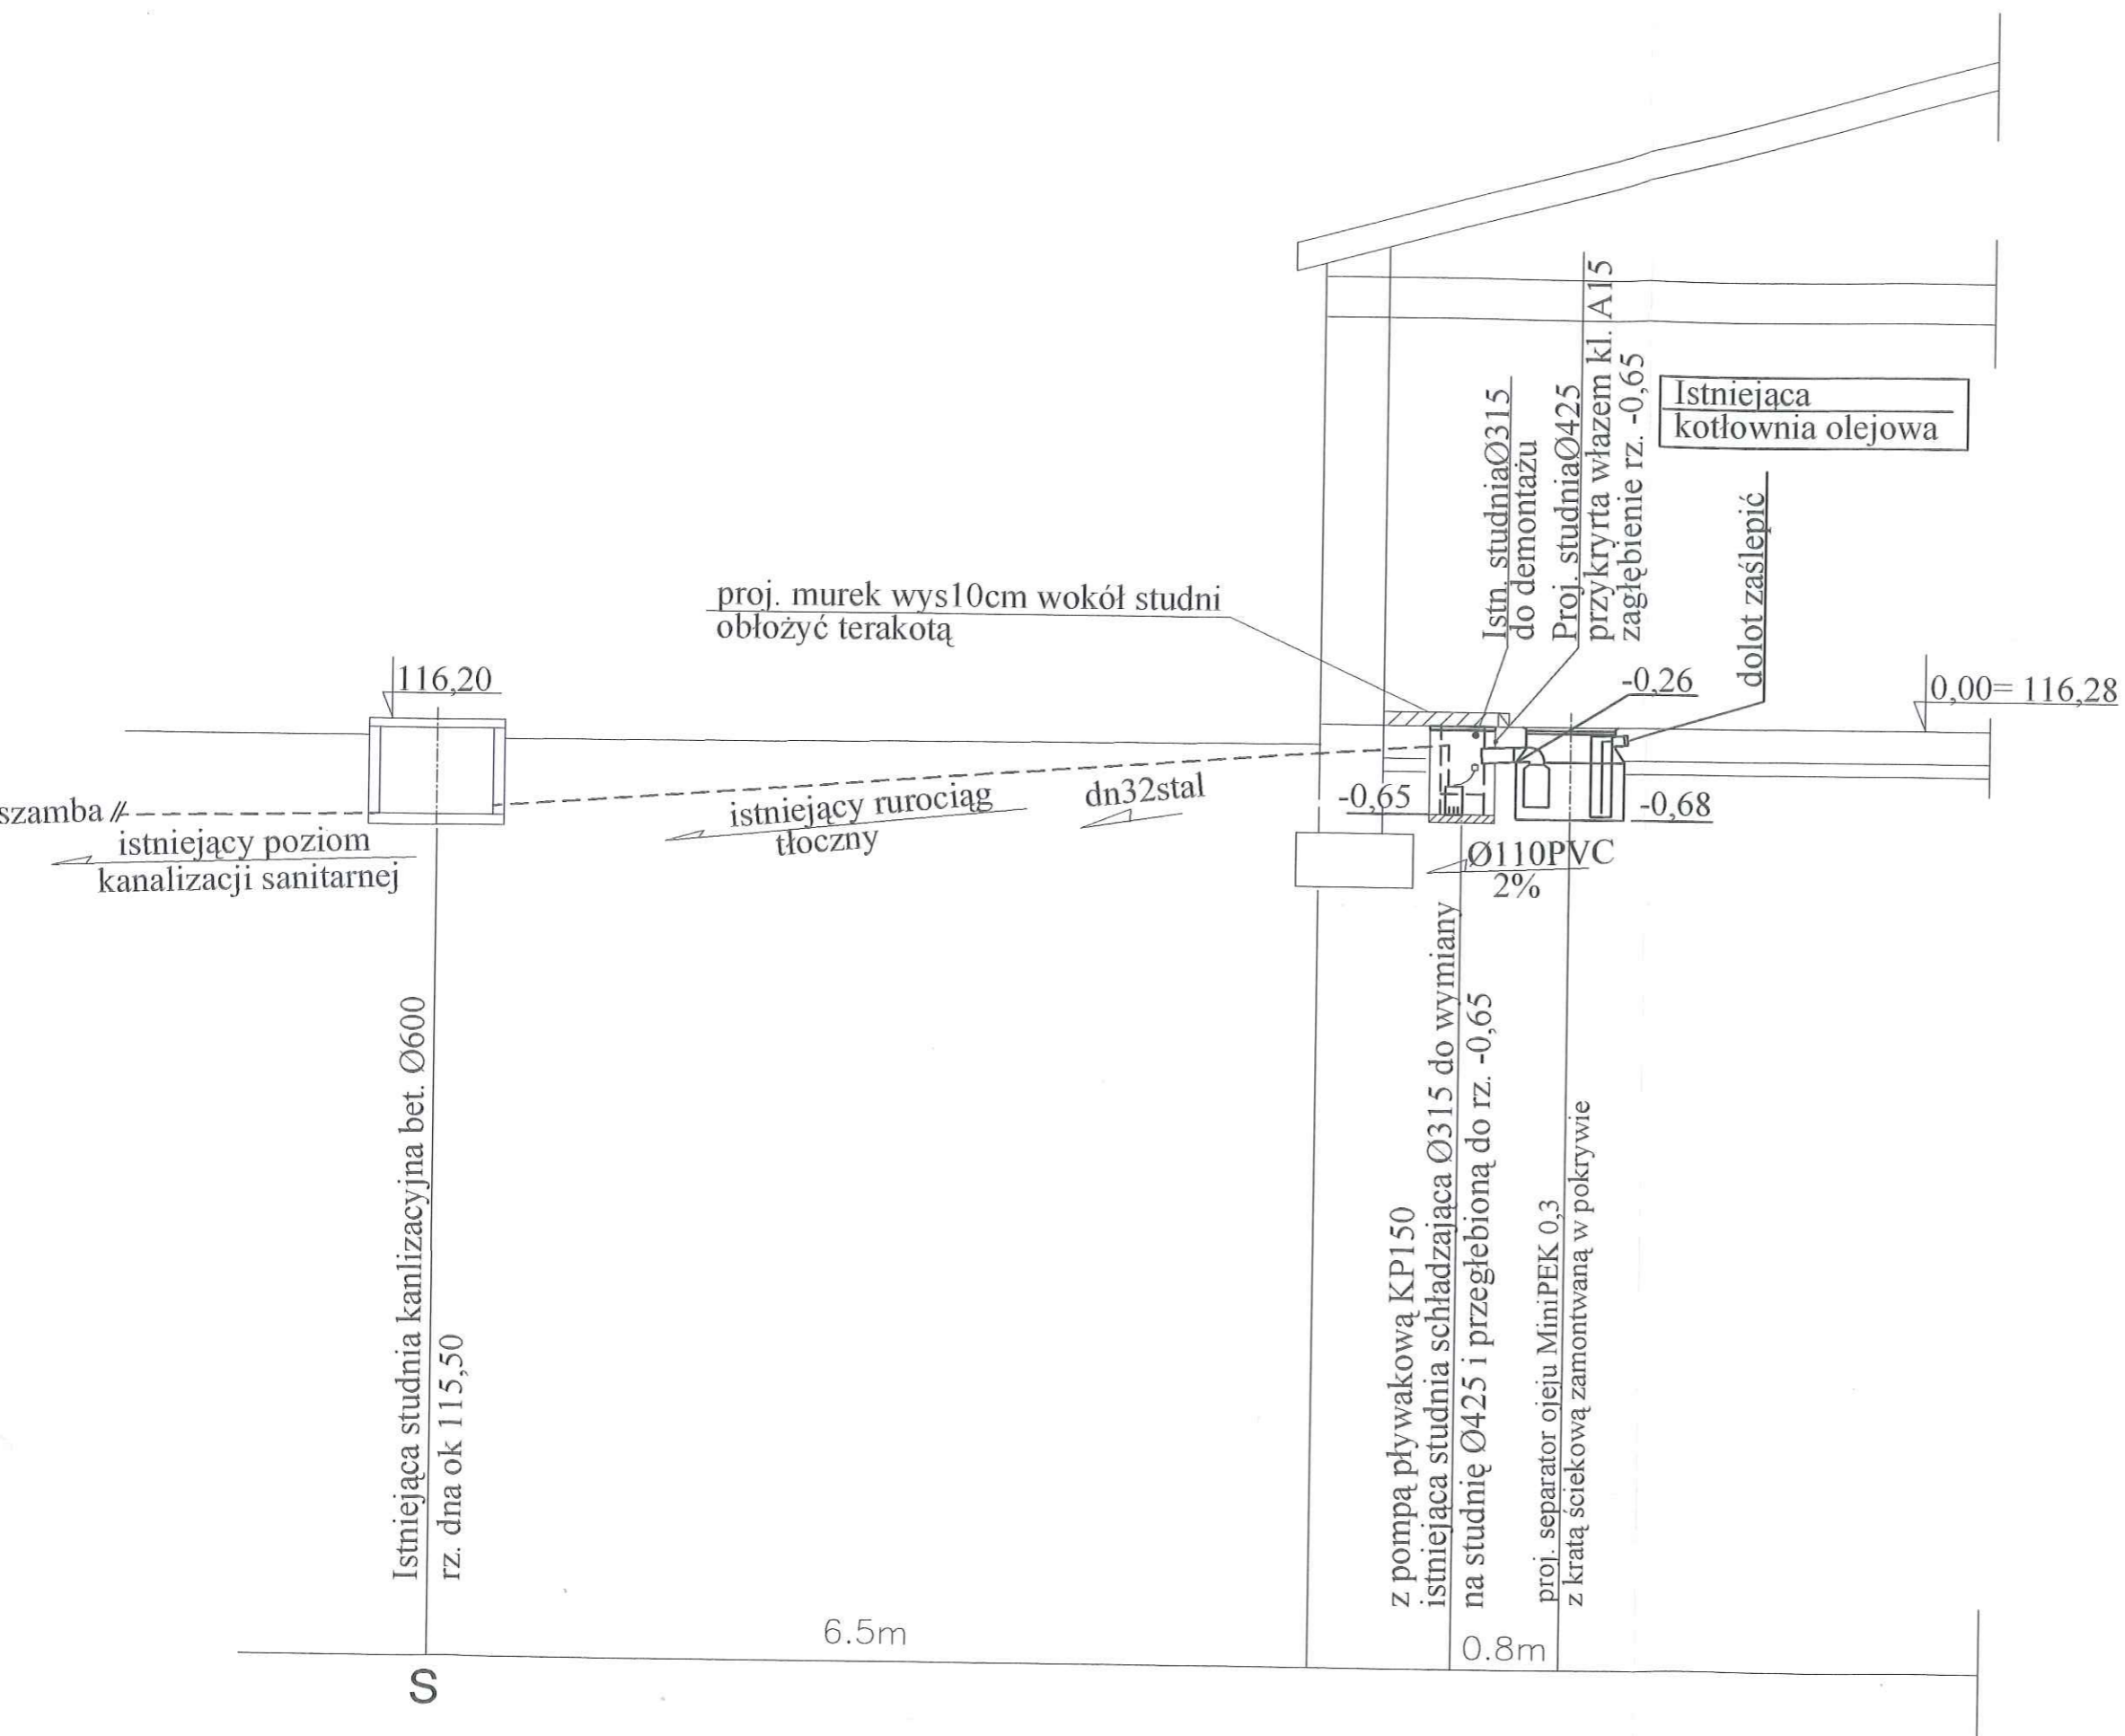 Istniejąca
kotłownia olejowa
Istn. studniaØ315
do demontażu
Proj. studniaØ425
przykryrta włazem kl. A15
zagłębienie rz. -0,65
dolot zaślepić
proj. murek wys10cm wokół studni
obłożyć terakotą
116,20
-0,26
0,00= 116,28
szamba
istniejący poziom
kanalizacji sanitarnej
istniejący rurociąg
tłoczny
dn32stal
-0,65
-0,68
Ø110PVC
2%
Istniejąca studnia kanlizacyjna bet. Ø600
rz. dna ok 115,50
z pompą pływakową KP150
istniejąca studnia schładzająca Ø315 do wymiany
na studnię Ø425 i przegłębioną do rz. -0,65
proj. separator ojeju MiniPEK 0,3
z kratą ściekową zamontwaną w pokrywie
6.5m
0.8m
S